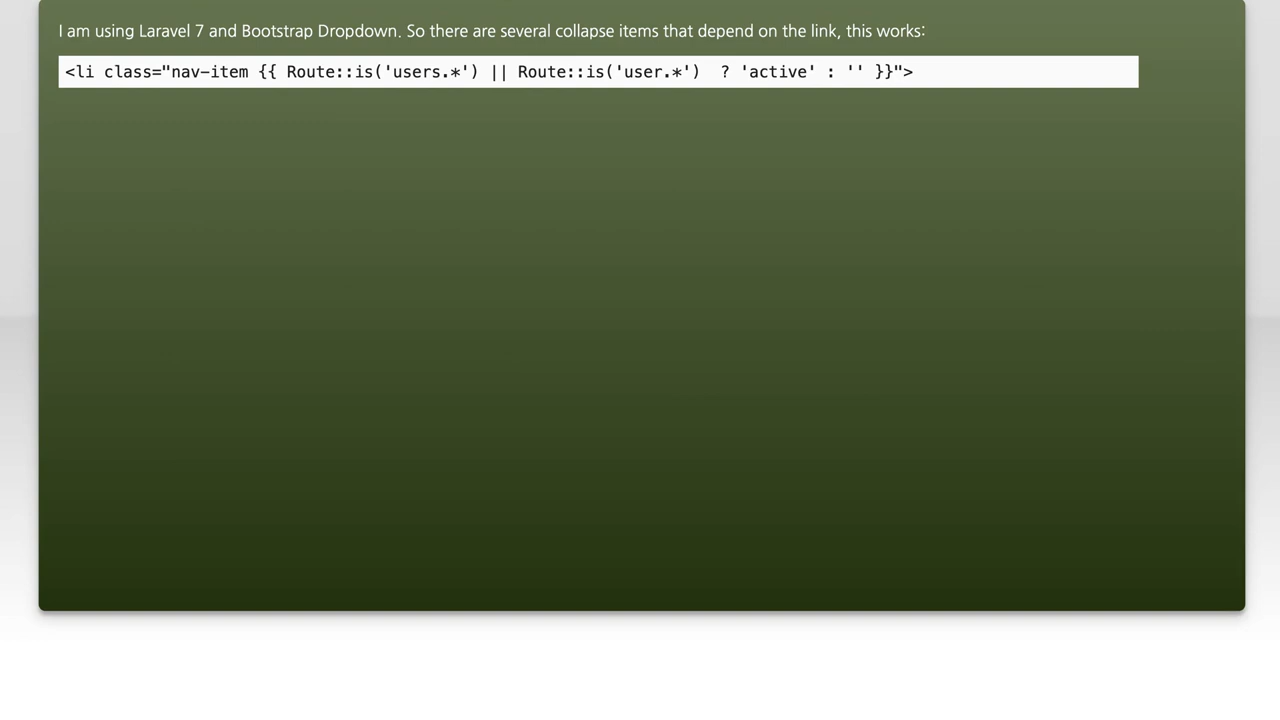 I am using Laravel 7 and Bootstrap Dropdown. So there are several collapse items that depend on the link, this works:
<li class="nav-item {{ Route::is('users.*') || Route::is('user.*')  ? 'active' : '' }}">